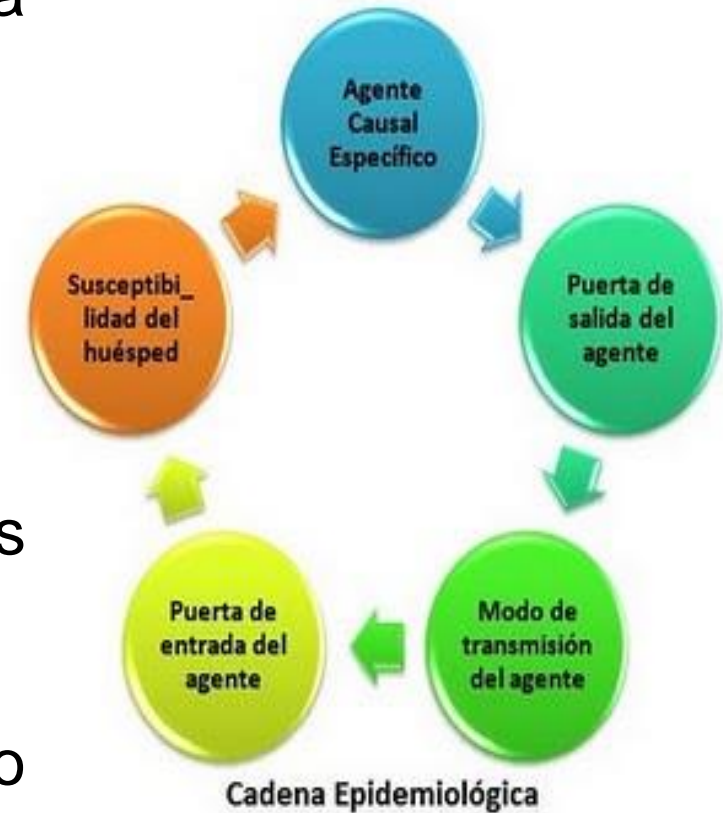 a
Agente
Causal
Específico
Puerta de
salida del
agente
Modo de
transmisión
del agente
Puerta de
entrada del
agente
Susceptibi_
lidad del
huésped
s
o
Cadena Epidemiológica